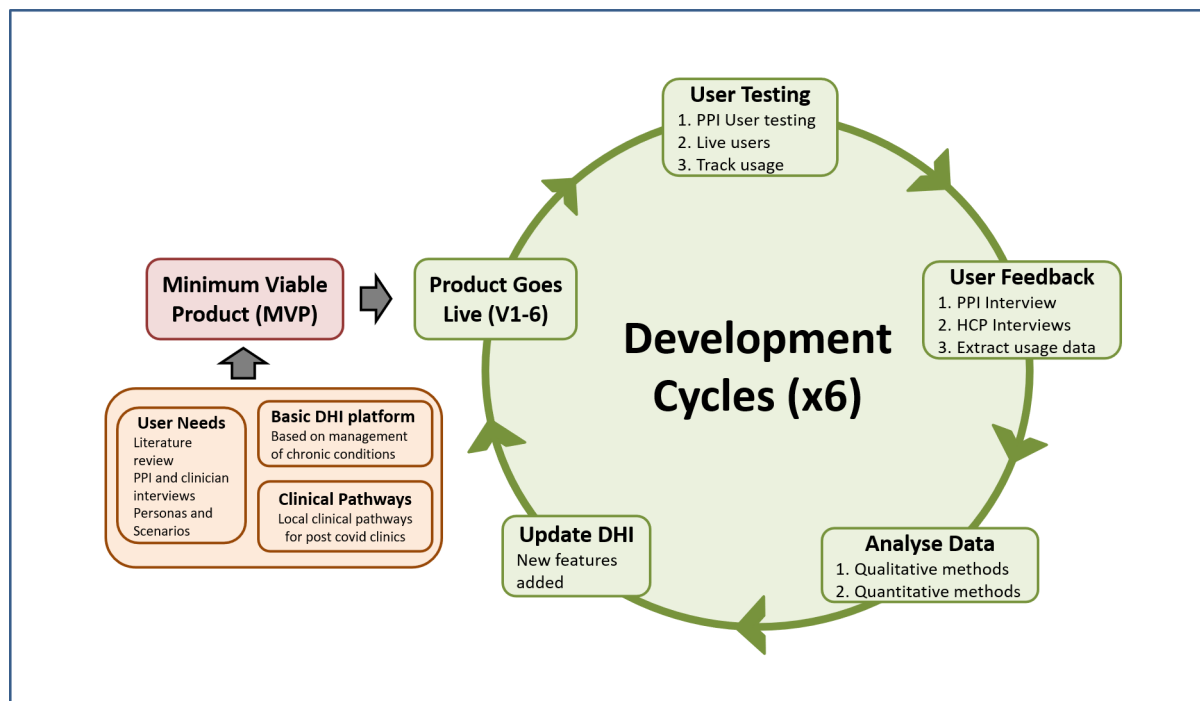 User Needs
Literature
review
PPI and clinician
interviews
Personas and
Scenarios
Basic DHI platform
Based on management
of chronic conditions
Clinical Pathways
Local clinical pathways
for post covid clinics
Minimum Viable
Product (MVP)
Product Goes
Live (V1-6)
User Testing
1. PPI User testing
2. Live users
3. Track usage
User Feedback
1. PPI Interview
2. HCP Interviews
3. Extract usage data
Analyse Data
1. Qualitative methods
2. Quantitative methods
Update DHI
New features
added
Development
Cycles (x6)